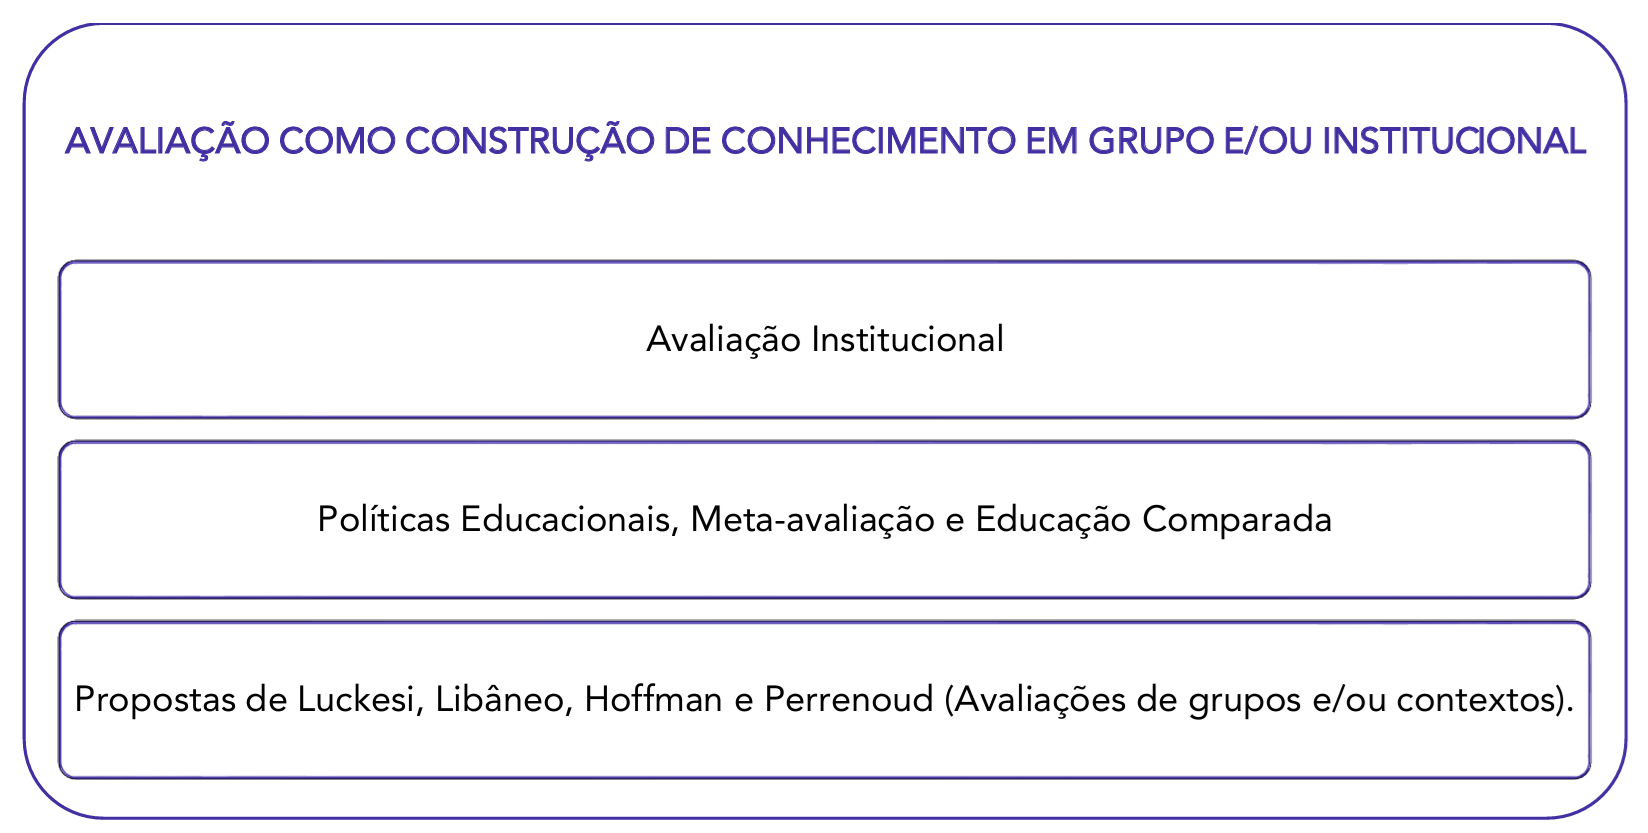 AVALIAÇÃO COMO CONSTRUÇÃO DE CONHECIMENTO EM GRUPO E/OU INSTITUCIONAL
Avaliação Institucional
Políticas Educacionais, Meta-avaliação e Educação Comparada
Propostas de Luckesi, Libâneo, Hoffman e Perrenoud (Avaliações de grupos e/ou contextos).